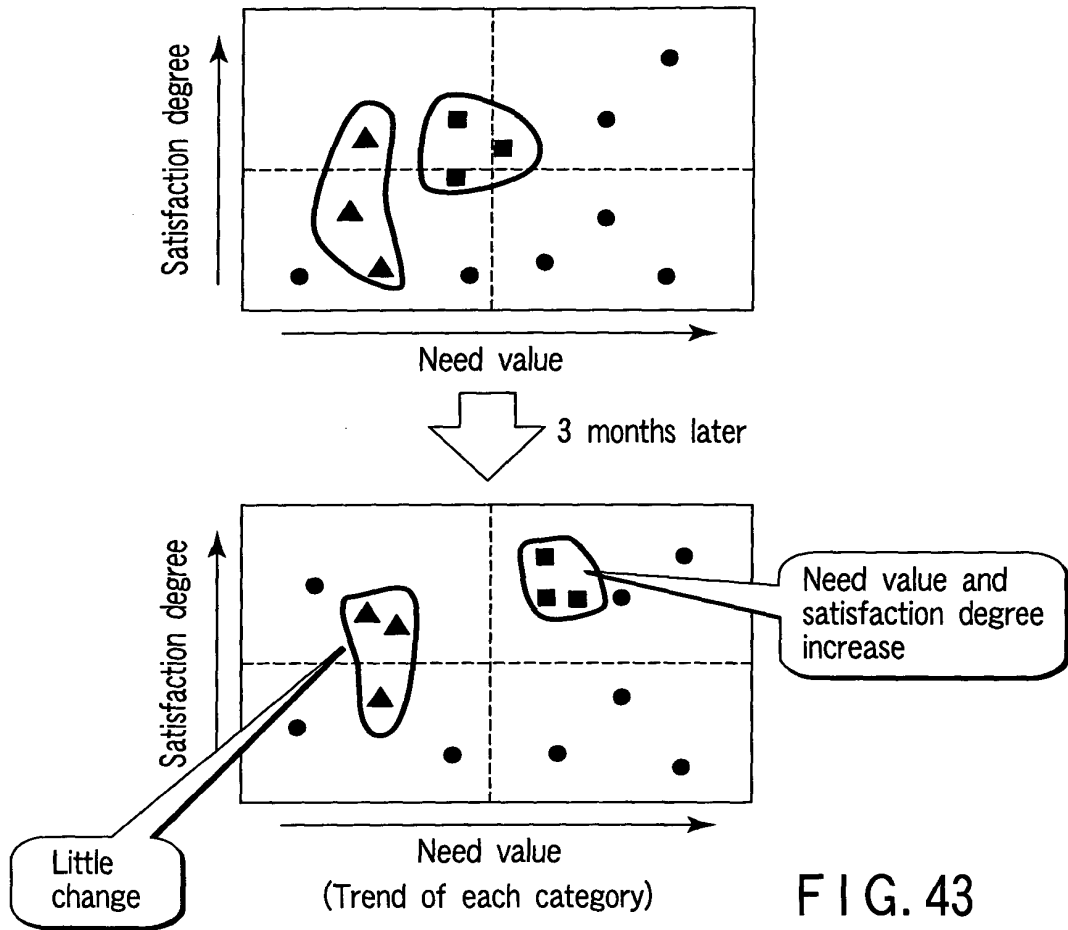 Satisfaction degree
Need value
3 months later
Satisfaction degree
Need value and
satisfaction degree
increase
Little
change
Need value
(Trend of each category)
FIG. 43